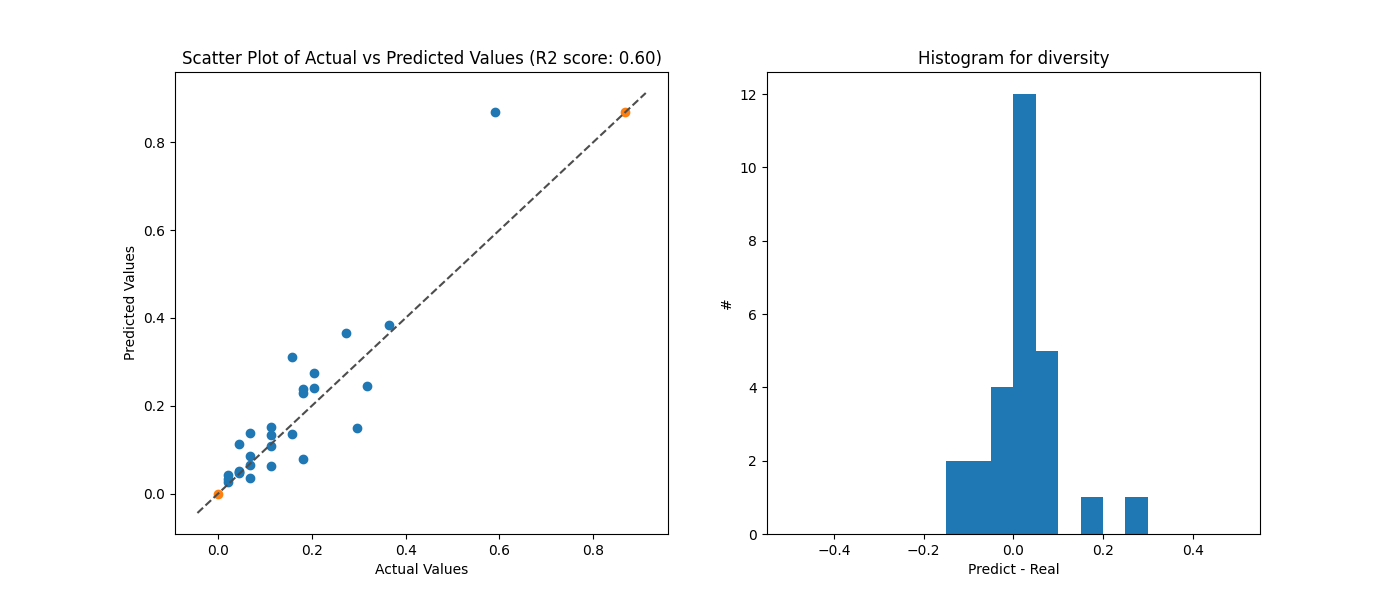 Scatter Plot of Actual vs Predicted Values (R2 score: 0.60)
0.8
0.6
0.4
0.2
0.0
Predicted Values
0.0 0.2 0.4 0.6 0.8
Actual Values
Histogram for diversity
12
10
8
6
4
2
0
#
−0.4 −0.2 0.0 0.2 0.4
Predict - Real